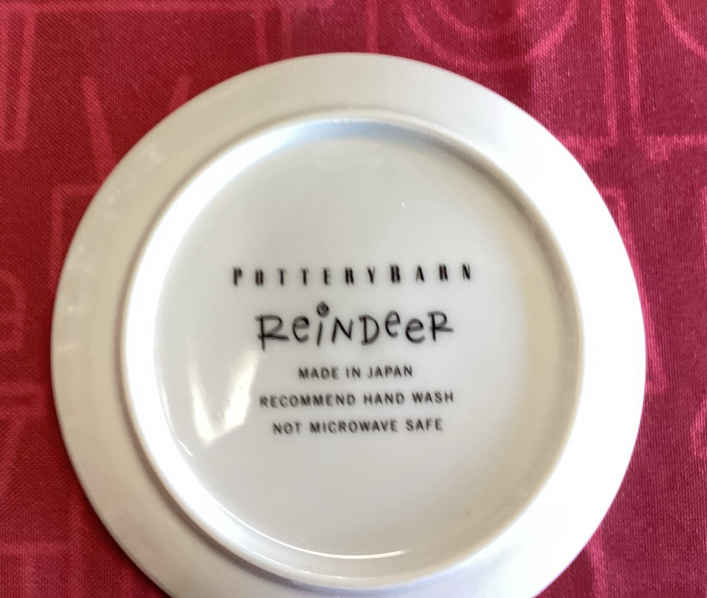 POTTERYBARN
ReiNDeeR
MADE IN JAPAN
RECOMMEND HAND WASH
NOT MICROWAVE SAFE